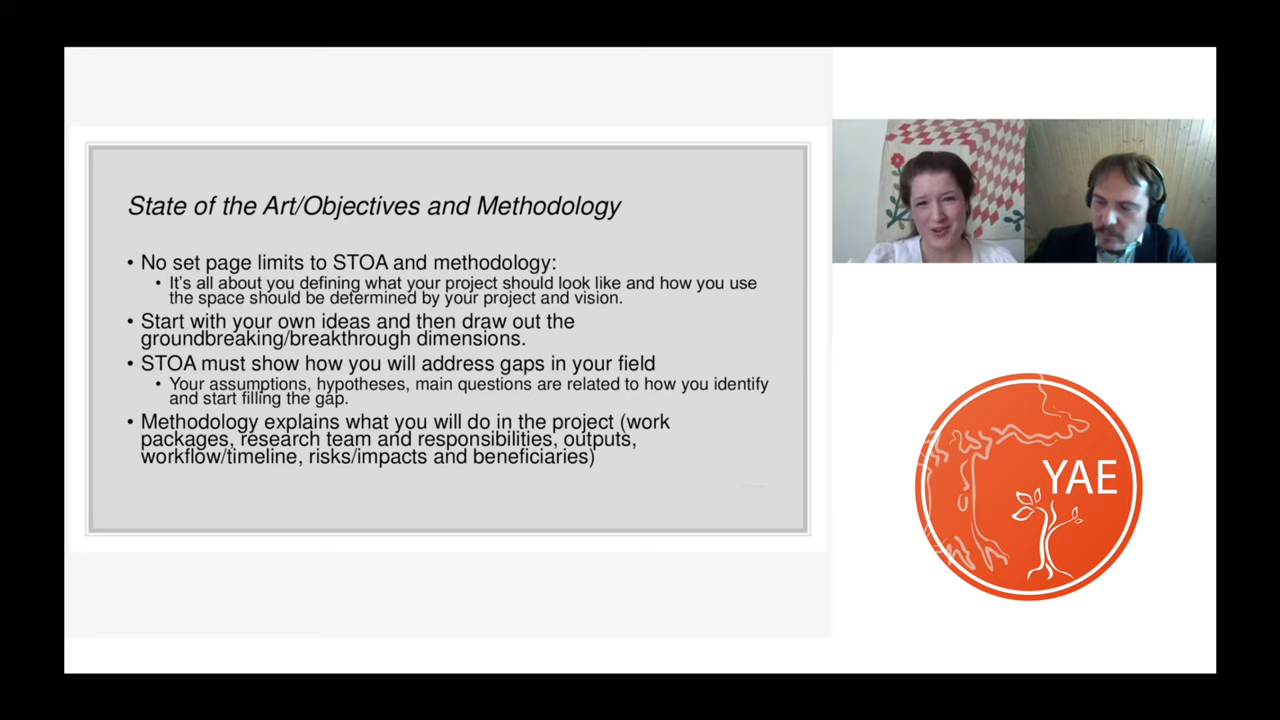 State of the Art/Objectives and Methodology
• No set page limits to STOA and methodology:
• It's all about you defining what your project should look like and how you use
the space should be determined by your project and vision.
• Start with your own ideas and then draw out the
groundbreaking/breakthrough dimensions.
• STOA must show how you will address gaps in your field
• Your assumptions, hypotheses, main questions are related to how you identify
and start filling the gap.
• Methodology explains what you will do in the project (work
packages, research team and responsibilities, outputs,
workflow/timeline, risks/impacts and beneficiaries)
YAE